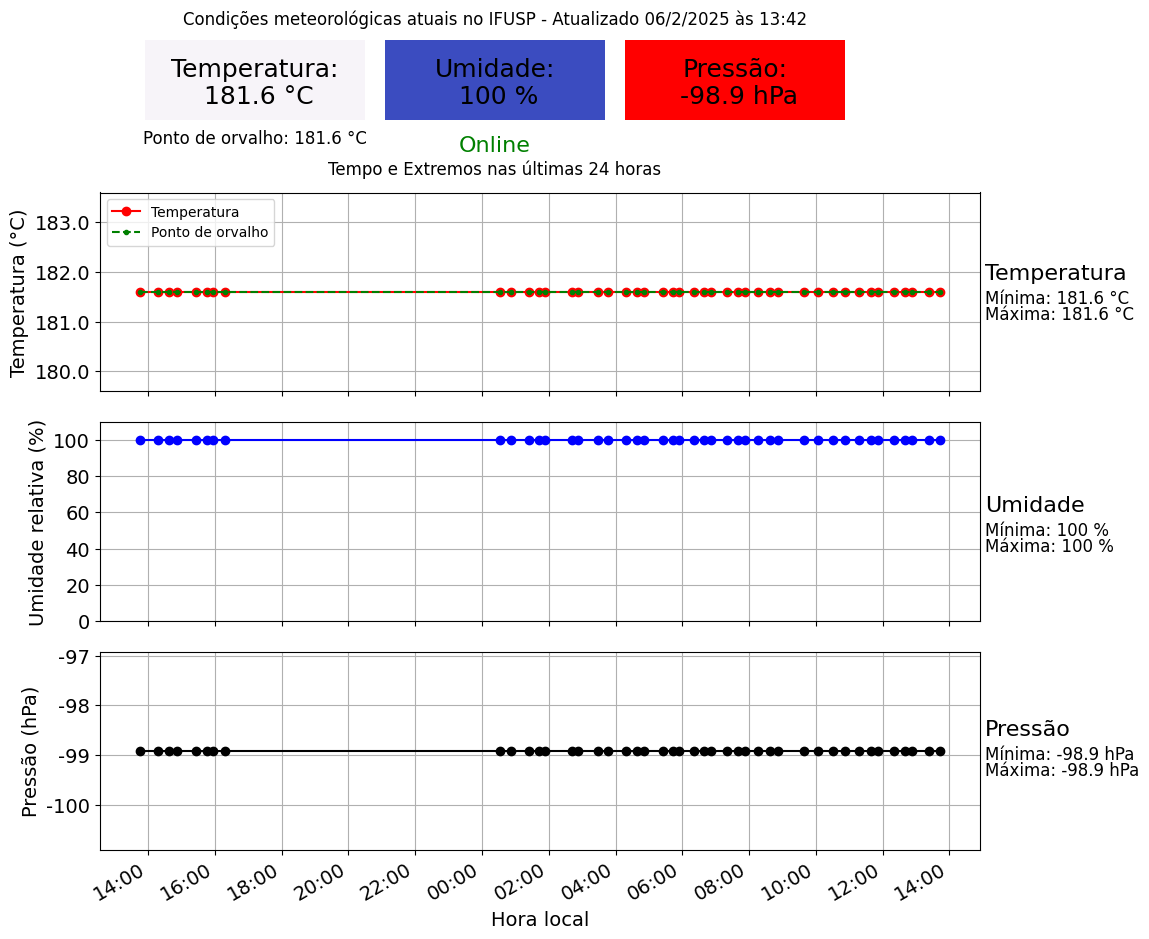 Condições meteorológicas atuais no IFUSP - Atualizado 06/2/2025 às 13:42
Temperatura:
181.6 °C
Umidade:
100 %
Pressão:
-98.9 hPa
Ponto de orvalho: 181.6 °C
Online
Tempo e Extremos nas últimas 24 horas
Temperatura (°C)
183.0
182.0
181.0
180.0
Temperatura
Ponto de orvalho
Temperatura
Mínima: 181.6 °C
Máxima: 181.6 °C
Umidade relativa (%)
100
80
60
40
20
0
Umidade
Mínima: 100 %
Máxima: 100 %
Pressão (hPa)
-97
-98
-99
-100
Pressão
Mínima: -98.9 hPa
Máxima: -98.9 hPa
14:00
16:00
18:00
20:00
22:00
00:00
02:00
04:00
06:00
08:00
10:00
12:00
14:00
Hora local